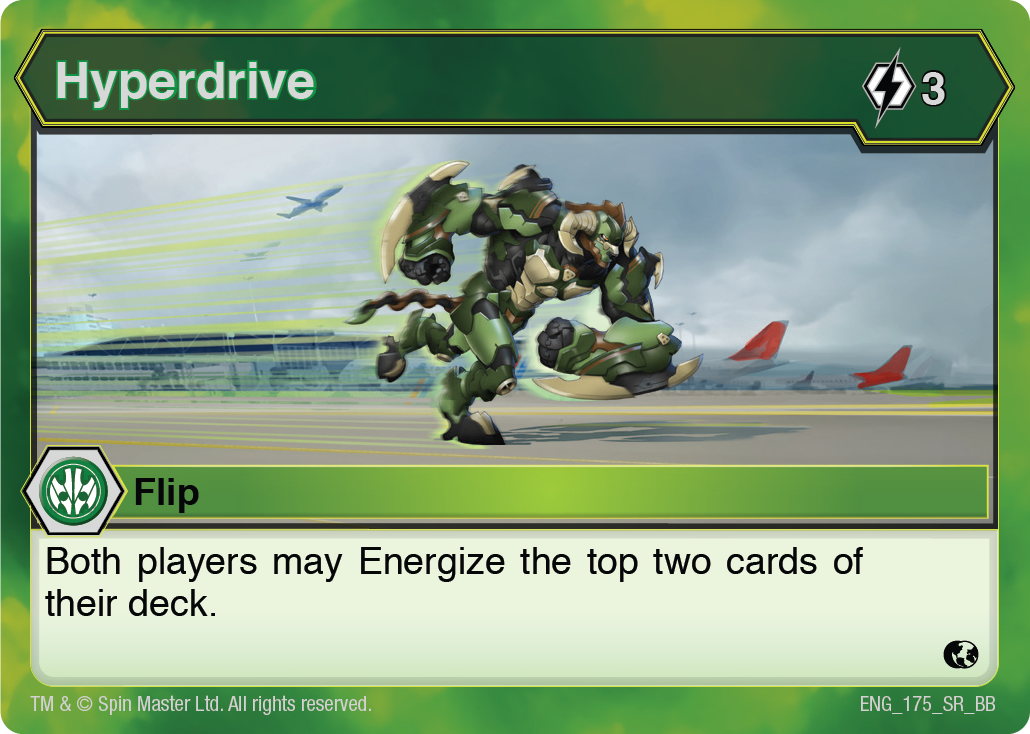 Hyperdrive
3
Flip
Both players may Energize the top two cards of
their deck.
TM & © Spin Master Ltd. All rights reserved.
ENG_175_SR_BB